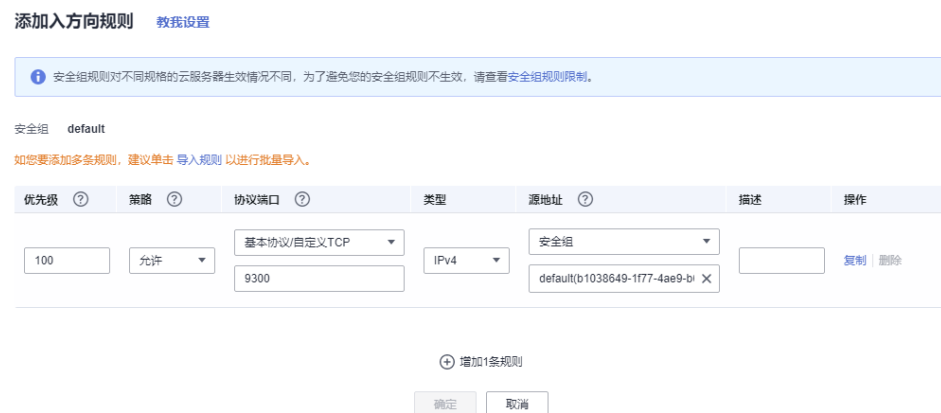 添加入方向规则 教我设置
安全组规则对不同规格的云服务器生效情况不同，为了避免您的安全组规则不生效，请查看安全组规则限制。
安全组 default
如您要添加多条规则，建议单击 导入规则 以进行批量导入。
优先级 策略 协议端口 类型 源地址 描述 操作
基本协议/自定义TCP 安全组
100 允许 IPv4 复制 删除
9300 default(b1038649-1f77-4ae9-b
增加1条规则
确定 取消